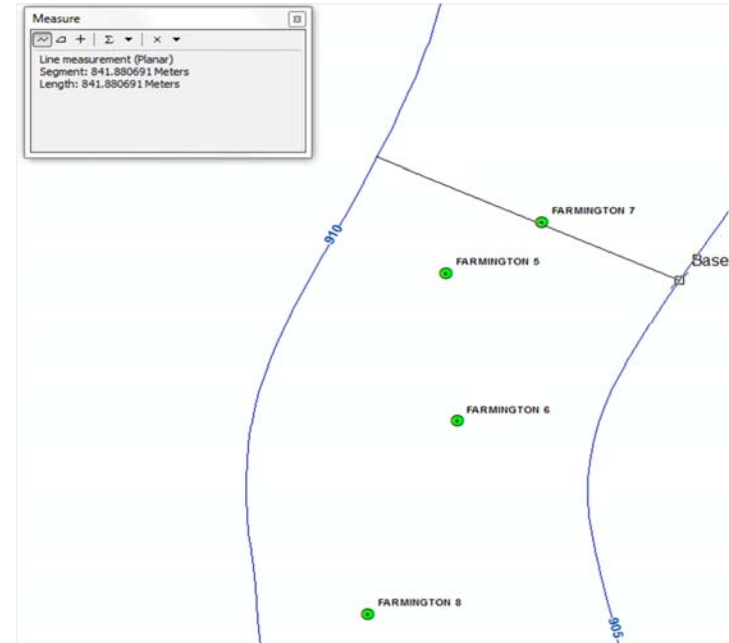 Measure
Line measurement (Planar)
Segment: 841.880691 Meters
Length: 841.880691 Meters
FARMINGTON 7
910
Base
FARMINGTON 5
FARMINGTON 6
FARMINGTON 8
905